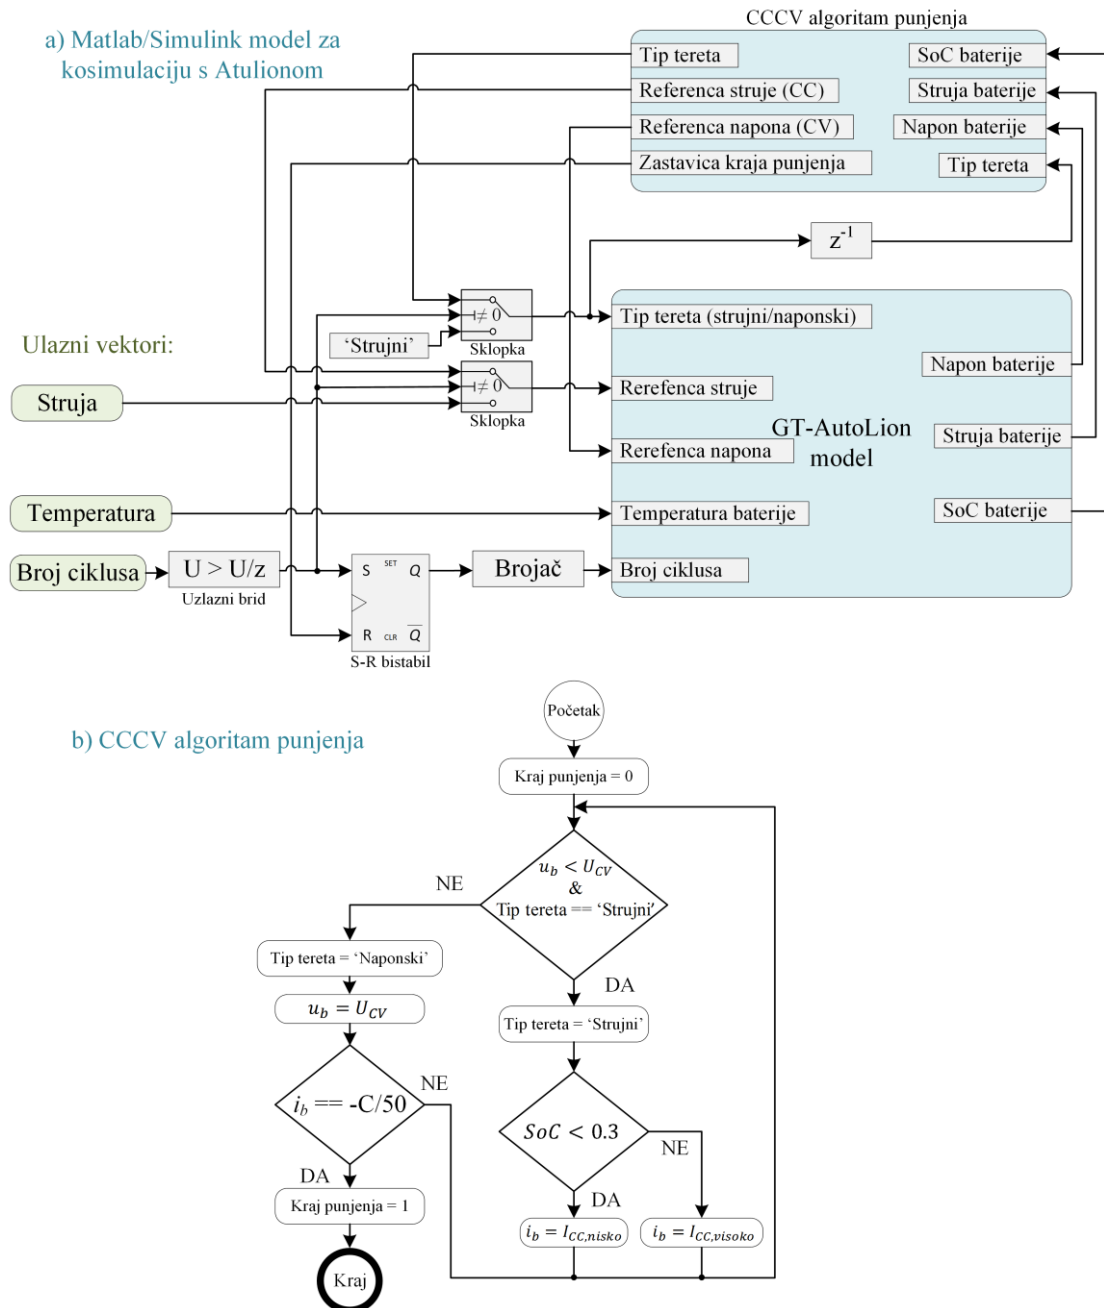 CCCV algoritam punjenja
a) Matlab/Simulink model za
kosimulaciju s Atulionom
Tip tereta
SoC baterije
Referenca struje (CC)
Struja baterije
Referenca napona (CV)
Napon baterije
Zastavica kraja punjenja
Tip tereta
z⁻¹
≠ 0
Tip tereta (strujni/naponski)
Ulazni vektori:
'Strujni'
Sklopka
Napon baterije
Struja
≠ 0
Rerefenca struje
Sklopka
GT-AutoLion
model
Struja baterije
Rerefenca napona
Temperatura
Temperatura baterije
SoC baterije
Broj ciklusa
U > U/z
S SET Q
Brojač
Broj ciklusa
Uzlazni brid
R CLR Q̅
S-R bistabil
b) CCCV algoritam punjenja
Početak
Kraj punjenja = 0
u_b < U_CV
&
Tip tereta == 'Strujni'
NE
Tip tereta = 'Naponski'
DA
u_b = U_CV
Tip tereta = 'Strujni'
i_b == -C/50
NE
SoC < 0.3
NE
DA
DA
Kraj punjenja = 1
i_b = I_CC,nisko
i_b = I_CC,visoko
Kraj